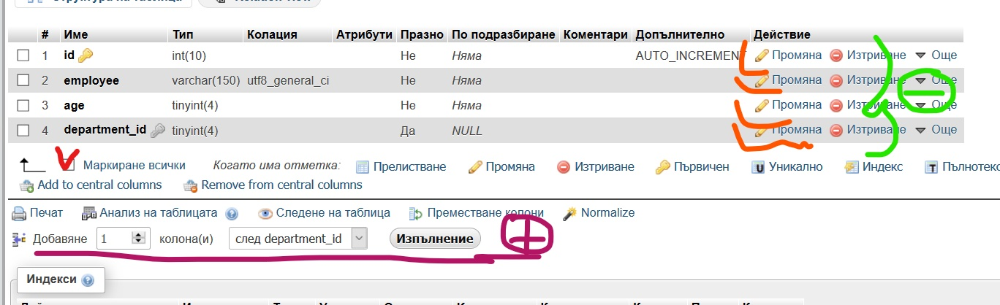 # Име Тип Колация Атрибути Празно По подразбиране Коментари Допълнително Действие
1 id int(10) Не Няма AUTO_INCREMENT Промяна Изтриване Още
2 employee varchar(150) utf8_general_ci Не Няма Промяна Изтриване Още
3 age tinyint(4) Не Няма Промяна Изтриване Още
4 department_id tinyint(4) Да NULL Промяна Изтриване Още
Маркиране всички Когато има отметка: Прелистване Промяна Изтриване Първичен Уникално Индекс Пълнотекс
Add to central columns Remove from central columns
Печат Анализ на таблицата Следене на таблица Преместване колони Normalize
Добавяне 1 колона(и) след department_id Изпълнение
Индекси